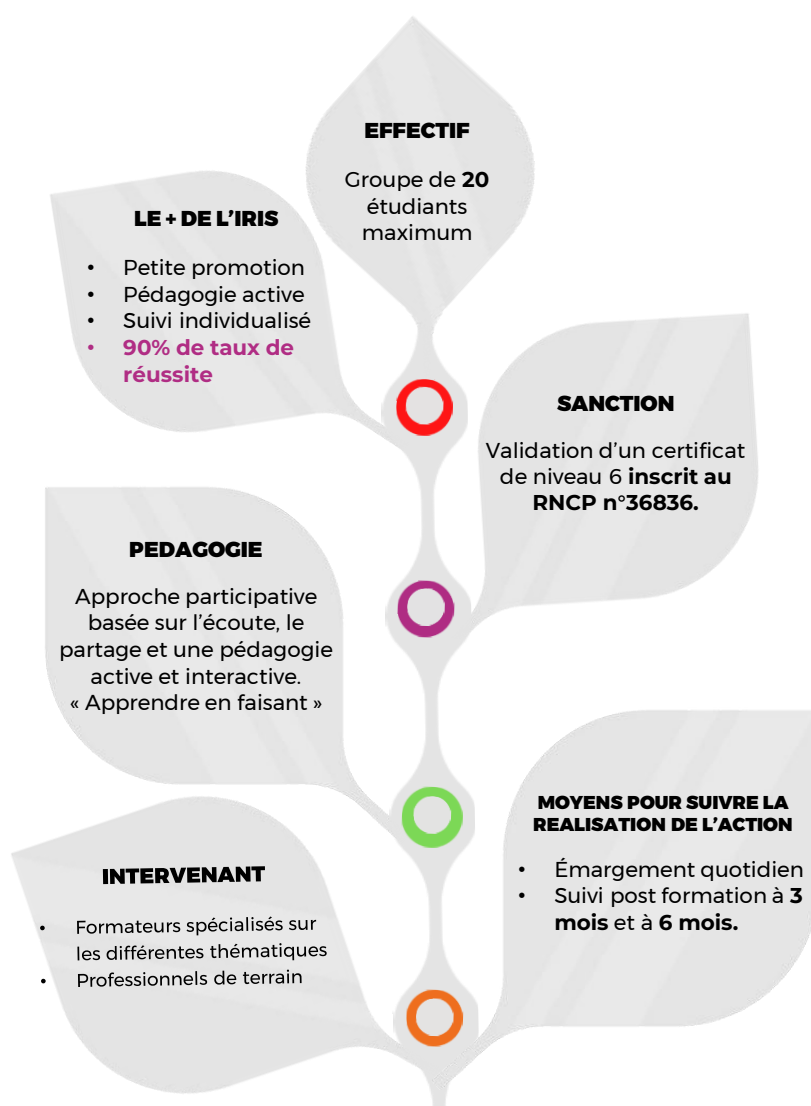 EFFECTIF
Groupe de 20
étudiants
maximum
LE + DE L'IRIS
• Petite promotion
• Pédagogie active
• Suivi individualisé
• 90% de taux de
réussite
SANCTION
Validation d'un certificat
de niveau 6 inscrit au
RNCP n°36836.
PEDAGOGIE
Approche participative
basée sur l'écoute, le
partage et une pédagogie
active et interactive.
« Apprendre en faisant »
MOYENS POUR SUIVRE LA
REALISATION DE L'ACTION
• Émargement quotidien
• Suivi post formation à 3
mois et à 6 mois.
INTERVENANT
• Formateurs spécialisés sur
les différentes thématiques
• Professionnels de terrain